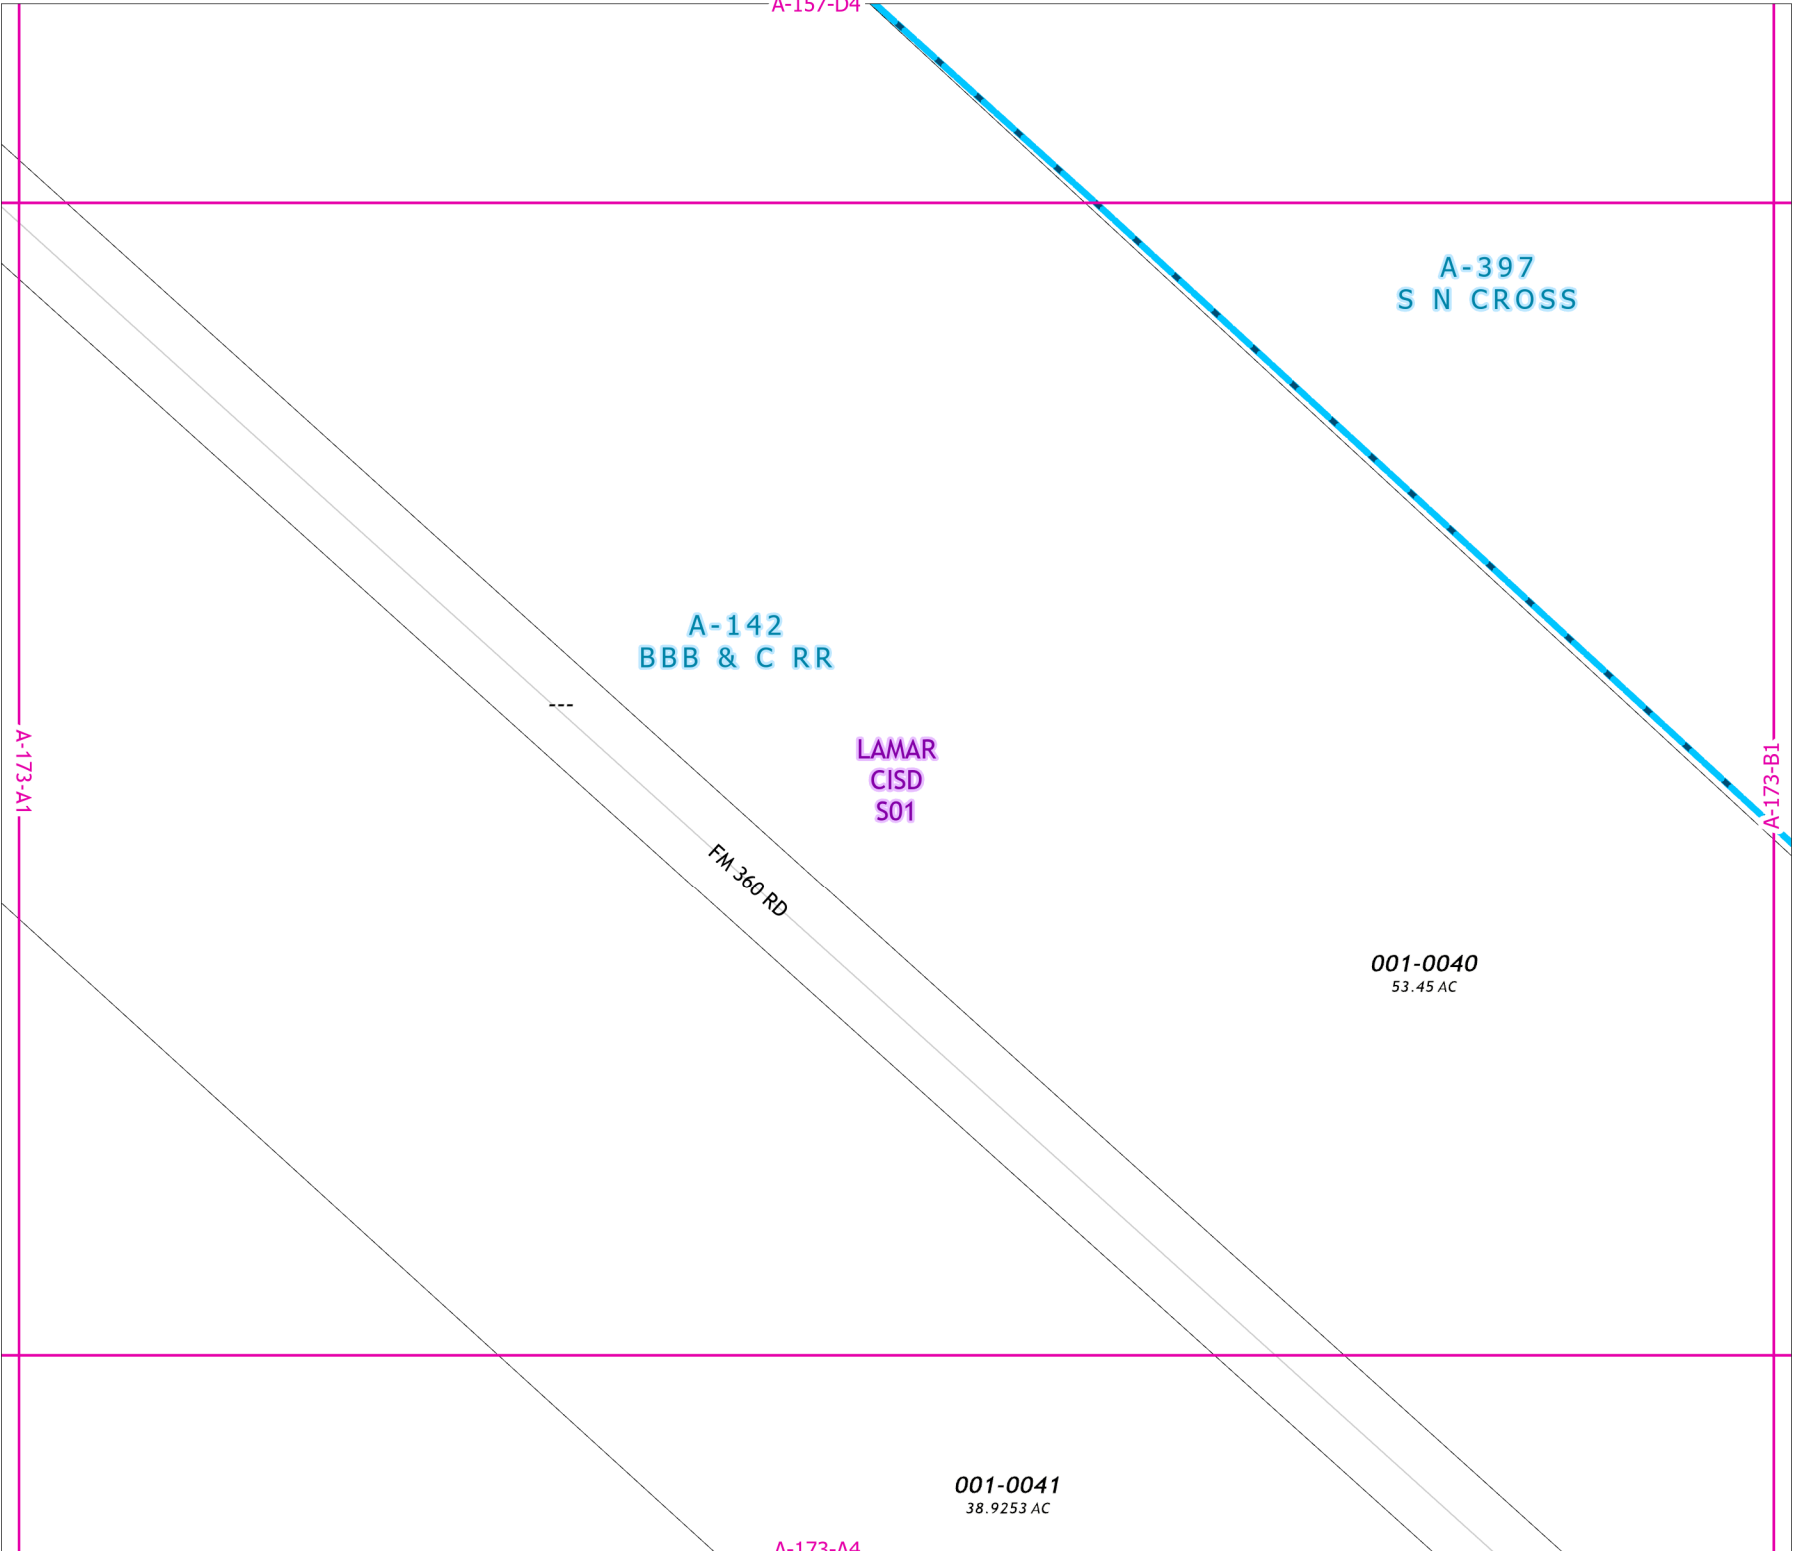 A-157-D4
A-397
S N CROSS
A-142
BBB & C RR
---
LAMAR
CISD
S01
A-173-A1
A-173-B1
FM 360 RD
001-0040
53.45 AC
001-0041
38.9253 AC
A-173-A4